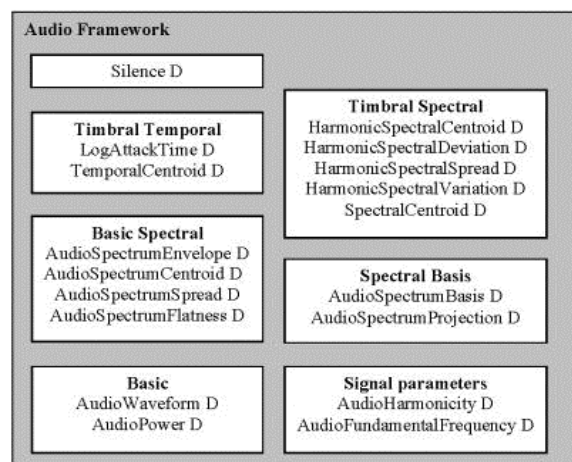 Audio Framework
Silence D
Timbral Temporal
LogAttackTime D
TemporalCentroid D
Basic Spectral
AudioSpectrumEnvelope D
AudioSpectrumCentroid D
AudioSpectrumSpread D
AudioSpectrumFlatness D
Basic
AudioWaveform D
AudioPower D
Timbral Spectral
HarmonicSpectralCentroid D
HarmonicSpectralDeviation D
HarmonicSpectralSpread D
HarmonicSpectralVariation D
SpectralCentroid D
Spectral Basis
AudioSpectrumBasis D
AudioSpectrumProjection D
Signal parameters
AudioHarmonicity D
AudioFundamentalFrequency D